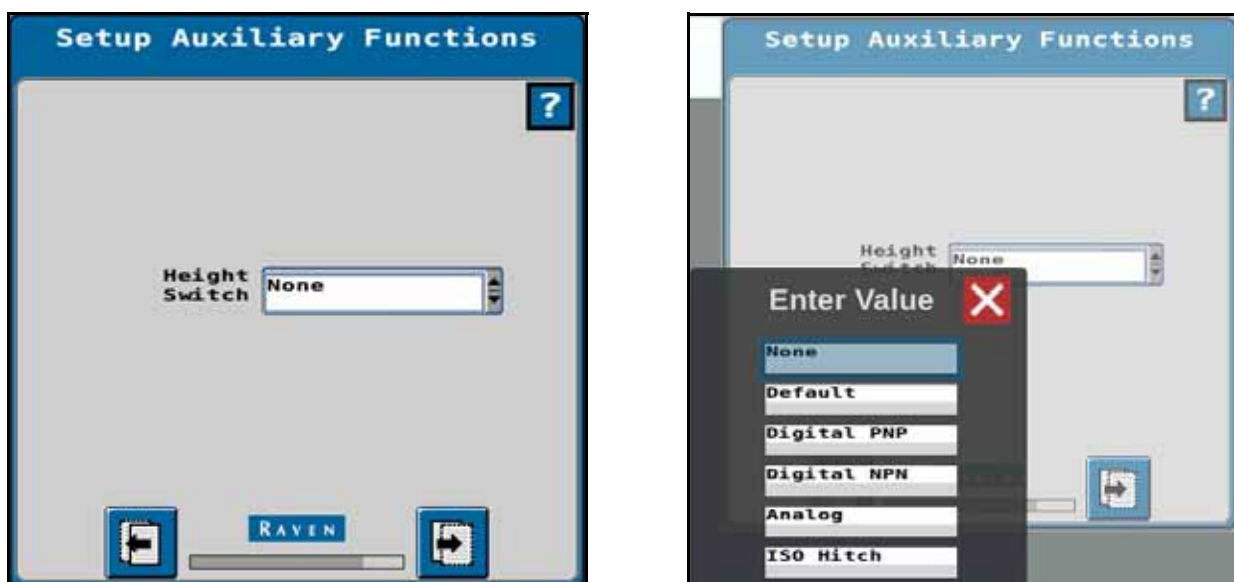 Setup Auxiliary Functions
?
Height
Switch
None
RAVEN
Setup Auxiliary Functions
?
Height
Switch
None
Enter Value
None
Default
Digital PNP
Digital NPN
Analog
ISO Hitch